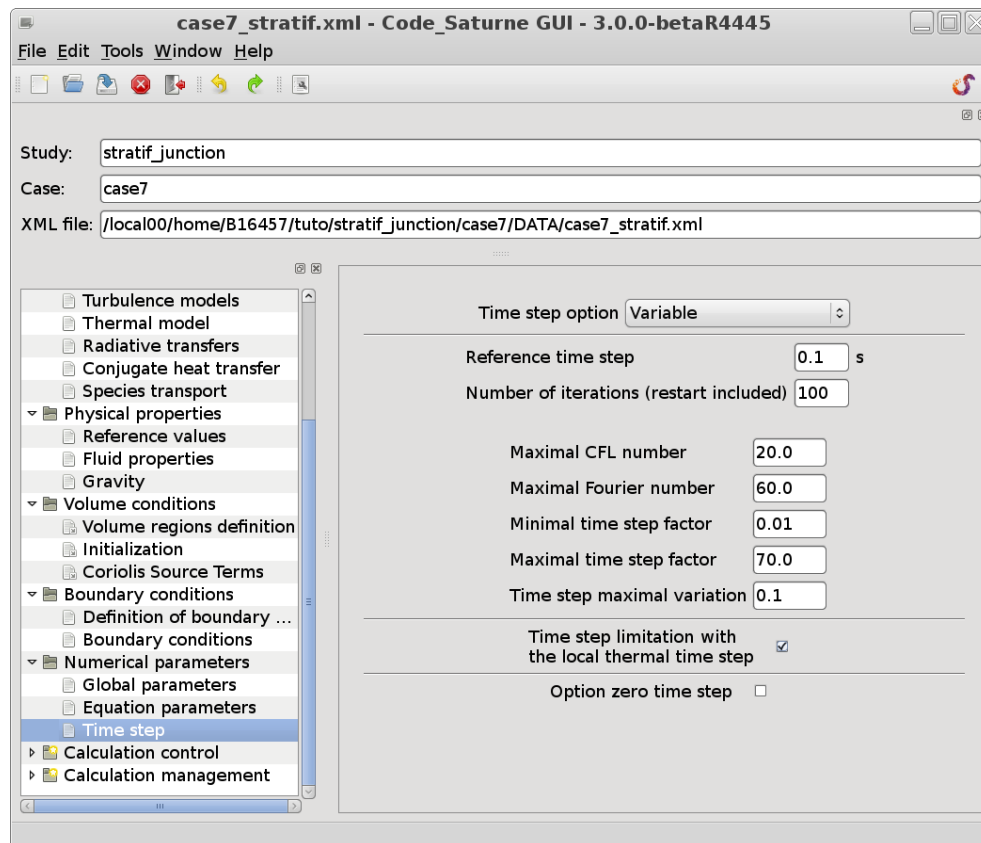 case7_stratif.xml - Code_Saturne GUI - 3.0.0-betaR4445
File Edit Tools Window Help
Study: stratif_junction
Case: case7
XML file: /local00/home/B16457/tuto/stratif_junction/case7/DATA/case7_stratif.xml
Turbulence models
Thermal model
Radiative transfers
Conjugate heat transfer
Species transport
Physical properties
Reference values
Fluid properties
Gravity
Volume conditions
Volume regions definition
Initialization
Coriolis Source Terms
Boundary conditions
Definition of boundary ...
Boundary conditions
Numerical parameters
Global parameters
Equation parameters
Time step
Calculation control
Calculation management
Time step option Variable
Reference time step 0.1 s
Number of iterations (restart included) 100
Maximal CFL number 20.0
Maximal Fourier number 60.0
Minimal time step factor 0.01
Maximal time step factor 70.0
Time step maximal variation 0.1
Time step limitation with
the local thermal time step
Option zero time step